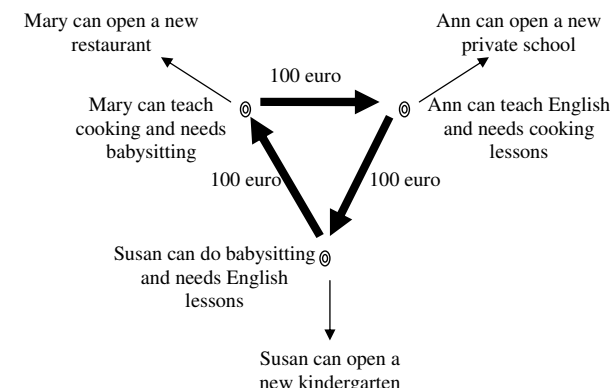 Mary can open a new
restaurant
Ann can open a new
private school
100 euro
Mary can teach
cooking and needs
babysitting
Ann can teach English
and needs cooking
lessons
100 euro
100 euro
Susan can do babysitting
and needs English
lessons
Susan can open a
new kindergarten